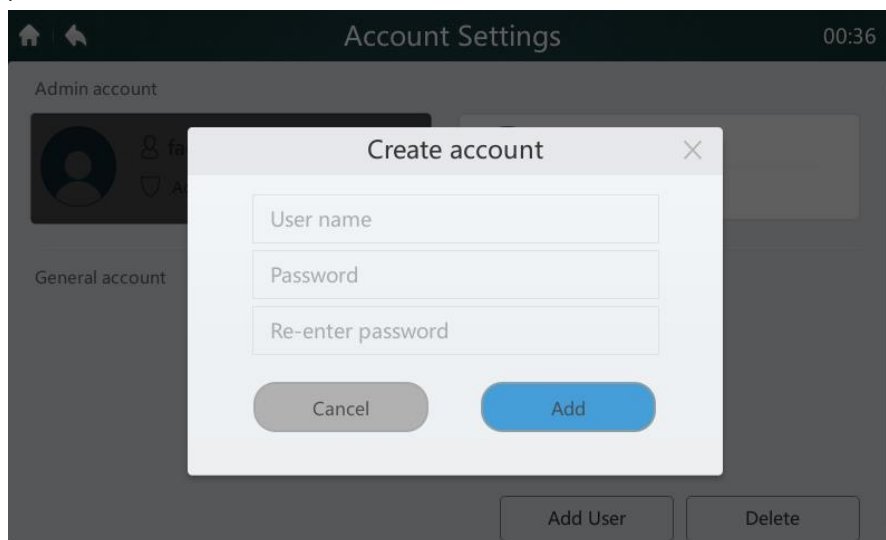 Account Settings 00:36
Admin account
Create account
User name
General account
Password
Re-enter password
Cancel Add
Add User Delete